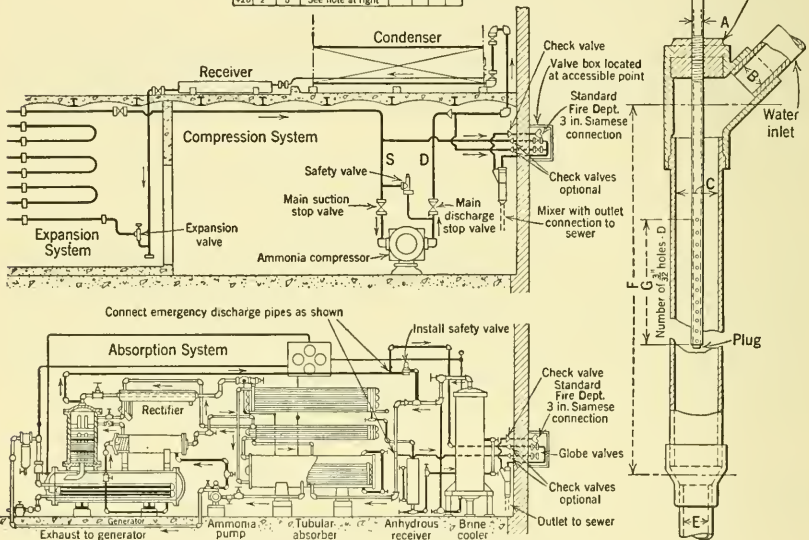 +20 2 6 See note at right
Condenser
Receiver
Check valve
Valve box located
at accessible point
Standard
Fire Dept.
3 in. Siamese
connection
Compression System
S D
Safety valve
Check valves
optional
Main suction
stop valve
Main
discharge
stop valve
Mixer with outlet
connection to
sewer
Expansion
System
Expansion
valve
Ammonia compressor
Connect emergency discharge pipes as shown
Install safety valve
Absorption System
Rectifier
Check valve
Standard
Fire Dept.
3 in. Siamese
connection
Globe valves
Check valves
optional
Generator
Exhaust to generator
Ammonia
pump
Tubular
absorber
Anhydrous
receiver
Brine
cooler
Outlet to sewer
A
B
Water
inlet
C
F
G
Number of 3/32" holes - D
Plug
E